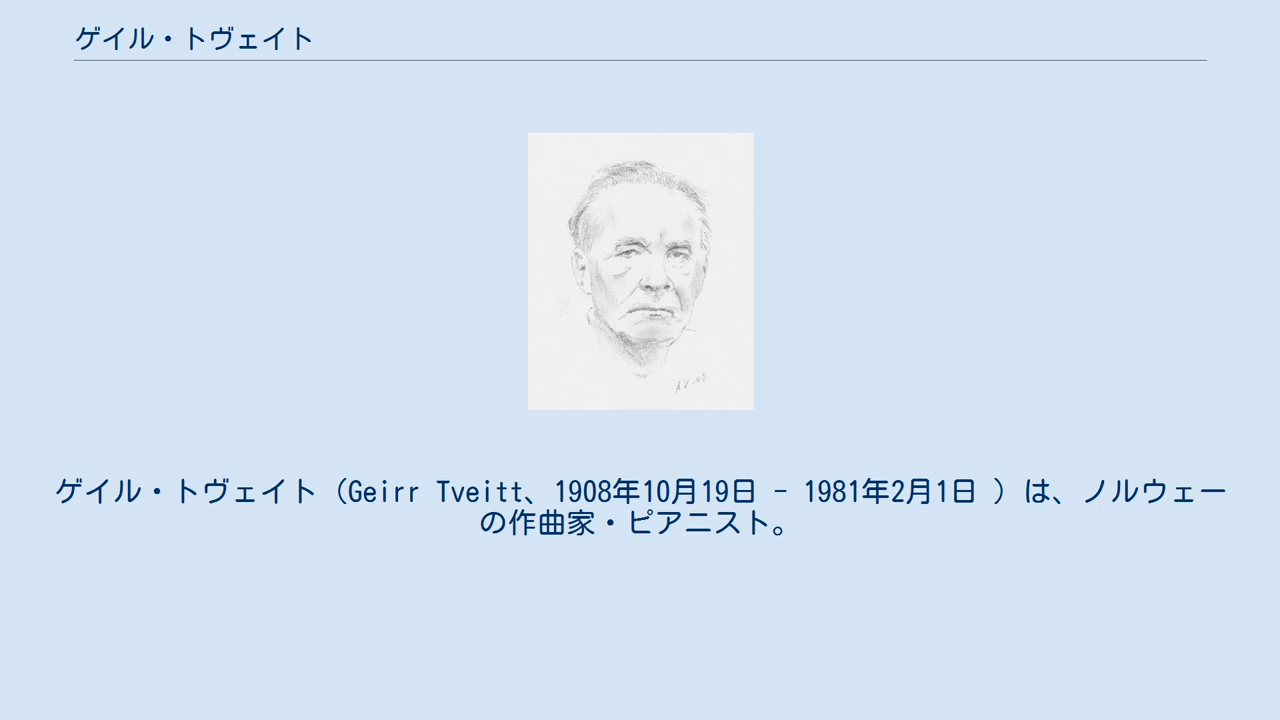 ゲイル・トヴェイト
ゲイル・トヴェイト（Geirr Tveitt、1908年10月19日 - 1981年2月1日 ）は、ノルウェー
の作曲家・ピアニスト。